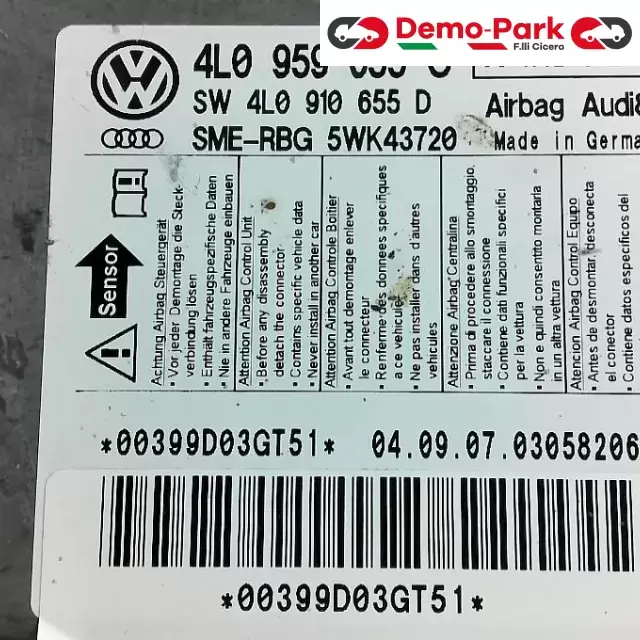 Demo-Park
F.lli Cicero
4L0 959
SW 4L0 910 655 D
Airbag Audi8
SME-RBG 5WK43720
Made in Germa
Sensor
Achtung Airbag Steuergerät
• Vor jeder Demontage die Steck-
verbindung lösen
• Enthält fahrzeugspezifische Daten
• Nie in andere Fahrzeuge einbauen
Attention Airbag Control Unit
• Before any disassembly
detach the connector
• Contains specific vehicle data
• Never install in another car
Attention Airbag Controle Boitier
• Avant tout demontage enlever
le connecteur
• Renferme des données spécifiques
a ce vehicule
• Ne pas installer dans d'autres
vehicules
Attenzione Airbag Centralina
• Prima di procedere allo smontaggio,
staccare il connessione
• Contiene dati funzionali specifici
per la vettura
• Non e quindi consentito montarla
in un altra vettura
Atencion Airbag Control Equipo
• Antes de desmontar, desconecta
el conector
• Contiene datos especificos del
*00399D03GT51*
04.09.07.03058206
*00399D03GT51*